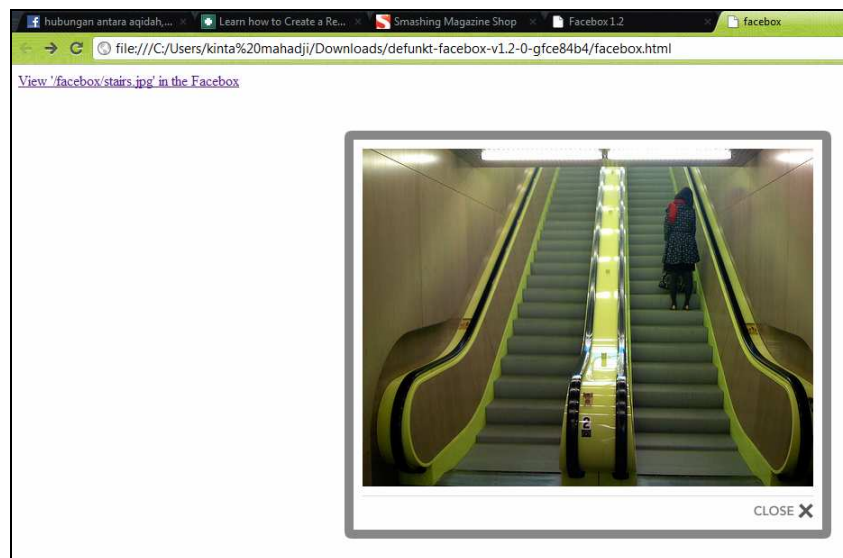 hubungan antara aqidah,...
Learn how to Create a Re...
Smashing Magazine Shop
Facebox 1.2
facebox
file:///C:/Users/kinta%20mahadji/Downloads/defunkt-facebox-v1.2-0-gfce84b4/facebox.html
View '/facebox/stairs.jpg' in the Facebox
2
CLOSE